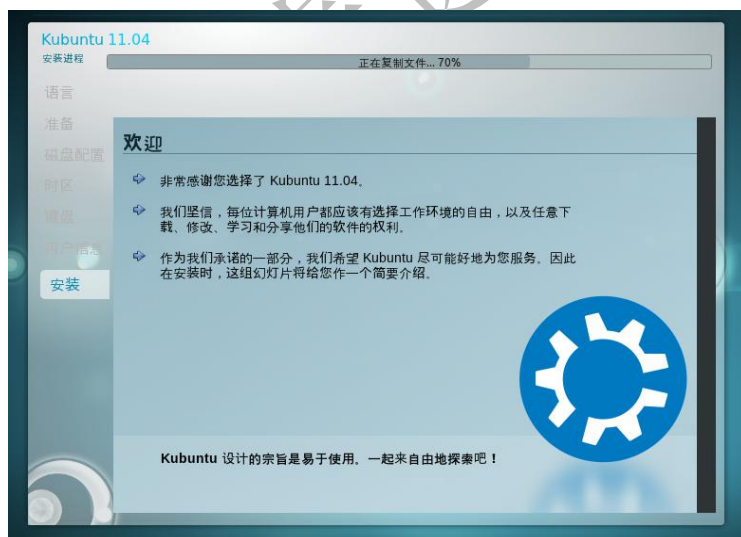 Kubuntu 11.04
安装进程
正在复制文件... 70%
语言
准备
磁盘配置
时区
键盘
用户信息
安装
欢迎
非常感谢您选择了 Kubuntu 11.04。
我们坚信，每位计算机用户都应该有选择工作环境的自由，以及任意下
载、修改、学习和分享他们的软件的权利。
作为我们承诺的一部分，我们希望 Kubuntu 尽可能好地为您服务。因此
在安装时，这组幻灯片将给您作一个简要介绍。
Kubuntu 设计的宗旨是易于使用。一起来自由地探索吧！